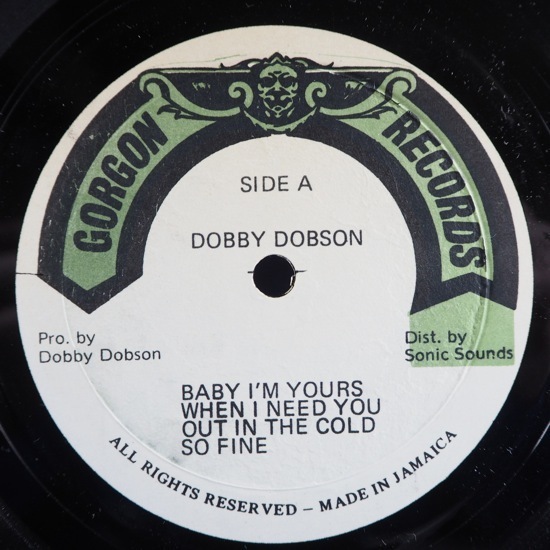 GORGON RECORDS
SIDE A
DOBBY DOBSON
Pro. by
Dobby Dobson
Dist. by
Sonic Sounds
BABY I'M YOURS
WHEN I NEED YOU
OUT IN THE COLD
SO FINE
ALL RIGHTS RESERVED – MADE IN JAMAICA